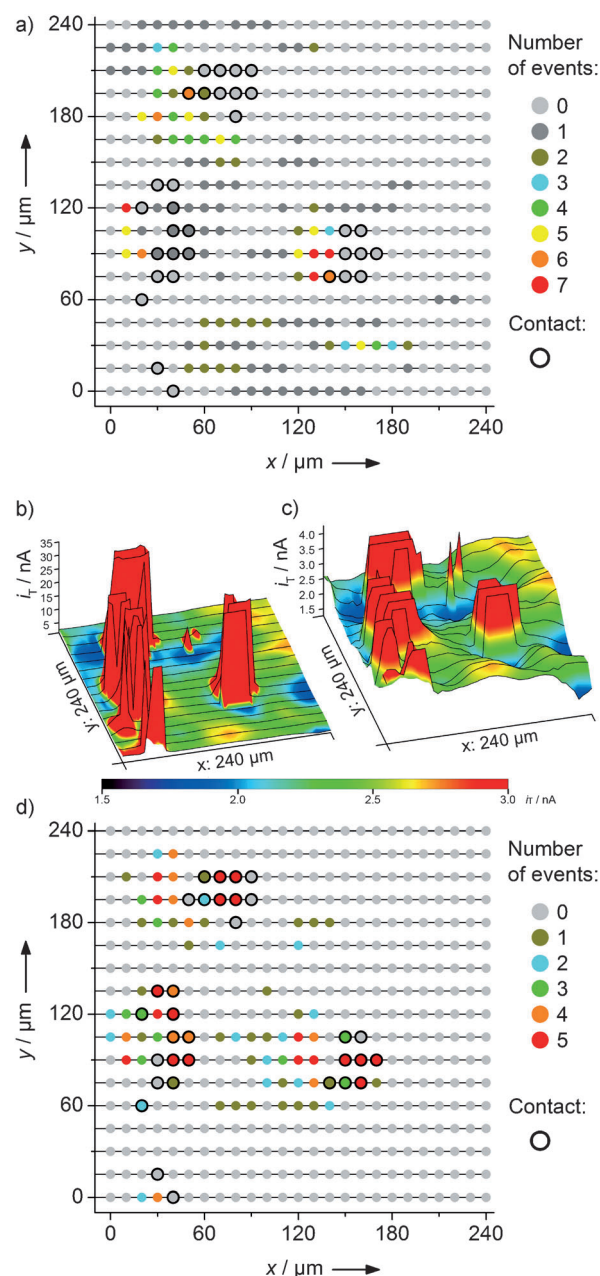 a)
240
180
120
60
0
y / µm
0 60 120 180 240
x / µm
Number
of events:
0
1
2
3
4
5
6
7
Contact:
b)
35
30
25
20
15
10
5
iT / nA
y: 240 µm
x: 240 µm
c)
4.0
3.5
3.0
2.5
2.0
1.5
iT / nA
y: 240 µm
x: 240 µm
1.5 2.0 2.5 3.0 iT / nA
d)
240
180
120
60
0
y / µm
0 60 120 180 240
x / µm
Number
of events:
0
1
2
3
4
5
Contact: